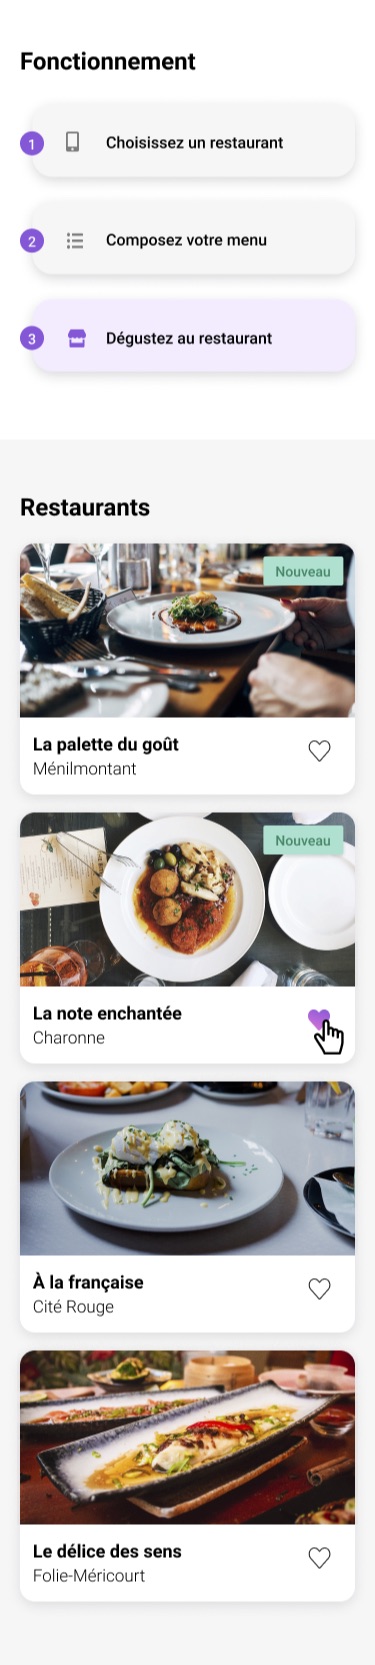 Fonctionnement
1
Choisissez un restaurant
2
Composez votre menu
3
Dégustez au restaurant
Restaurants
Nouveau
La palette du goût
Ménilmontant
Nouveau
La note enchantée
Charonne
À la française
Cité Rouge
Le délice des sens
Folie-Méricourt